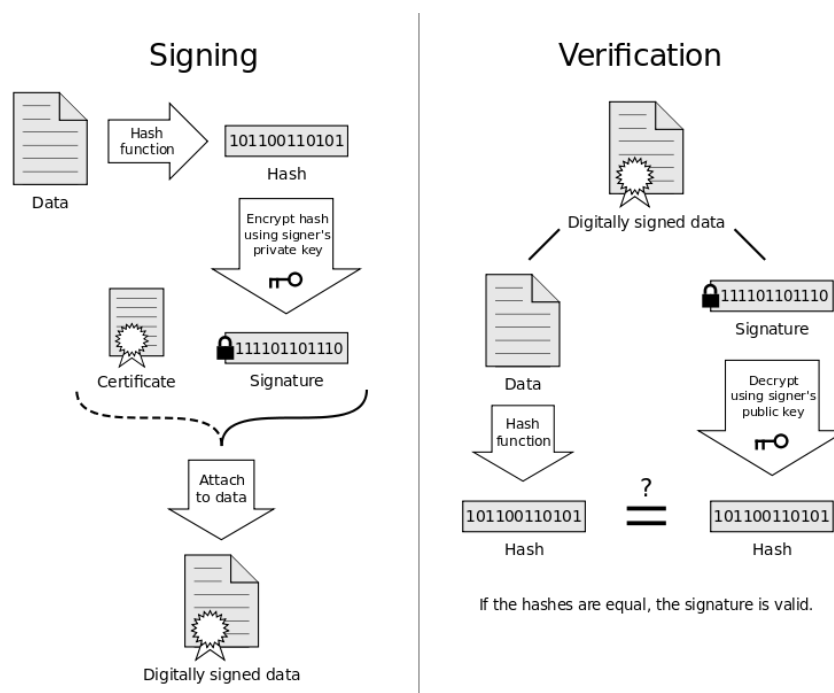 Signing
Hash
function
101100110101
Hash
Data
Encrypt hash
using signer's
private key
111101101110
Certificate
Signature
Attach
to data
Digitally signed data
Verification
Digitally signed data
111101101110
Signature
Data
Decrypt
using signer's
public key
Hash
function
?
101100110101
=
101100110101
Hash
Hash
If the hashes are equal, the signature is valid.